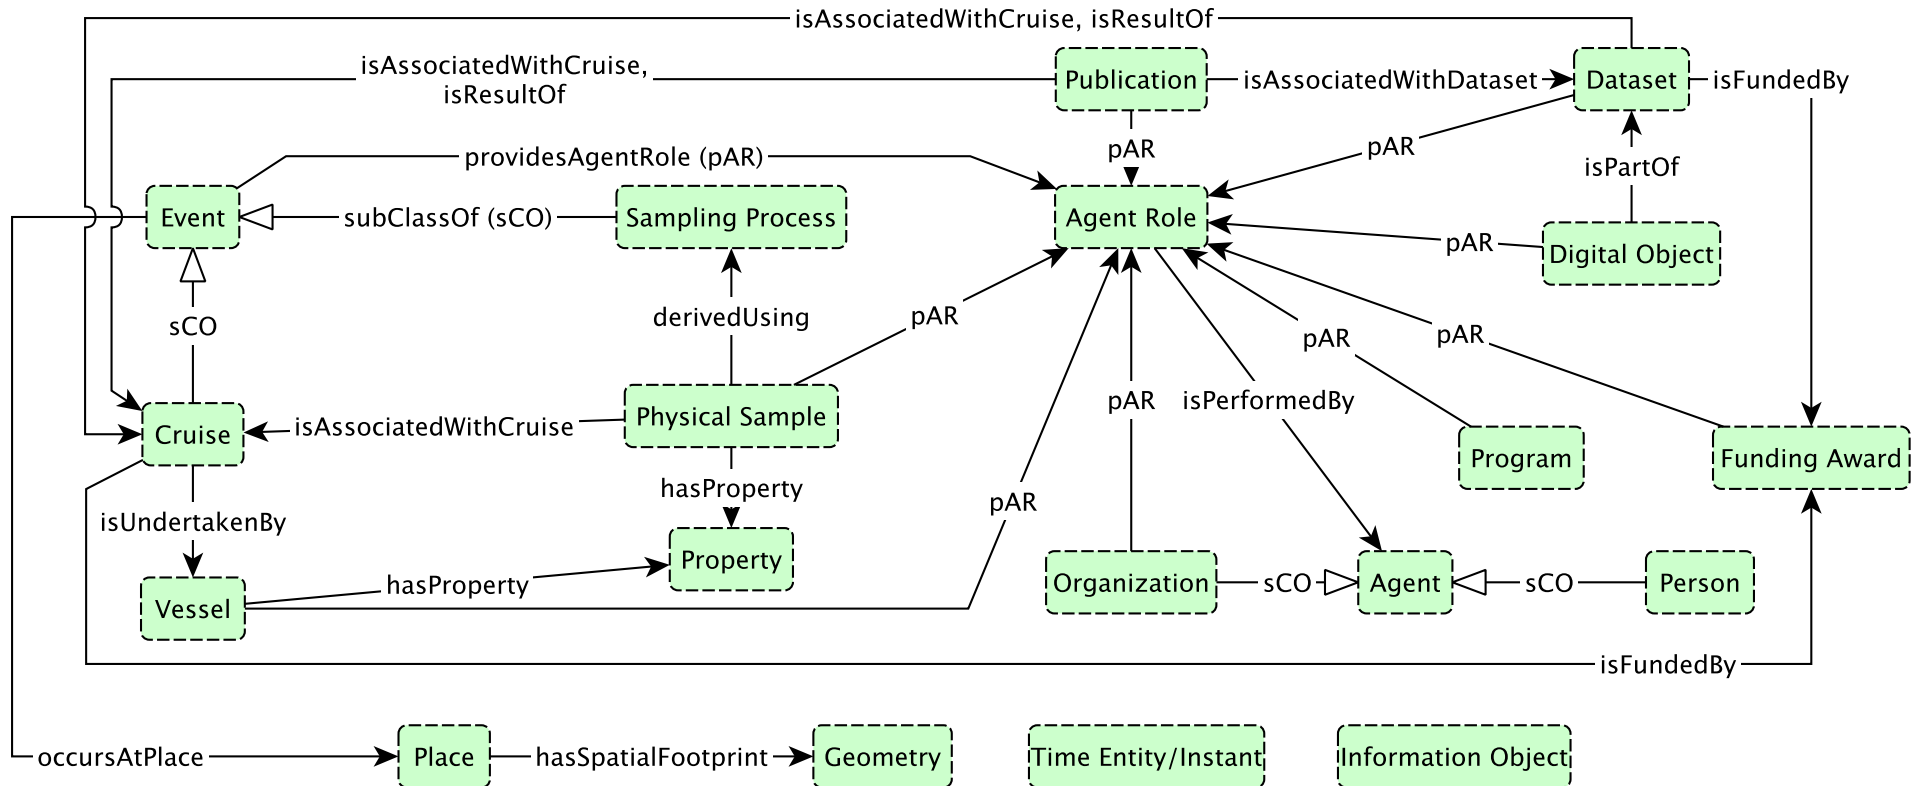 isAssociatedWithCruise, isResultOf
isAssociatedWithCruise,
isResultOf
Publication
isAssociatedWithDataset
Dataset
isFundedBy
providesAgentRole (pAR)
pAR
pAR
isPartOf
Event
subClassOf (sCO)
Sampling Process
Agent Role
pAR
Digital Object
sCO
derivedUsing
pAR
pAR
pAR
Cruise
isAssociatedWithCruise
Physical Sample
pAR
isPerformedBy
Program
Funding Award
hasProperty
pAR
isUndertakenBy
Property
Vessel
hasProperty
Organization
sCO
Agent
sCO
Person
isFundedBy
occursAtPlace
Place
hasSpatialFootprint
Geometry
Time Entity/Instant
Information Object